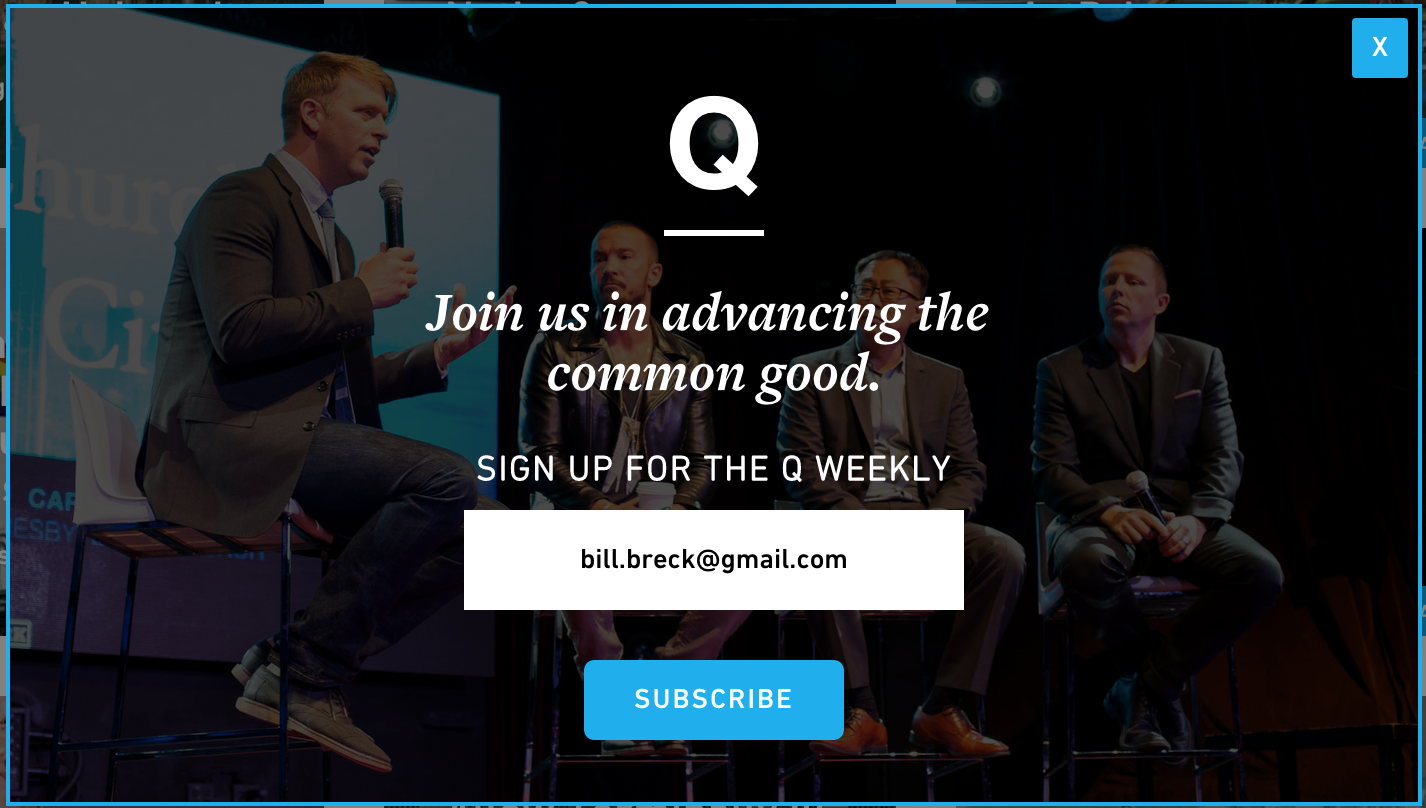 X
Q
Join us in advancing the
common good.
SIGN UP FOR THE Q WEEKLY
bill.breck@gmail.com
SUBSCRIBE